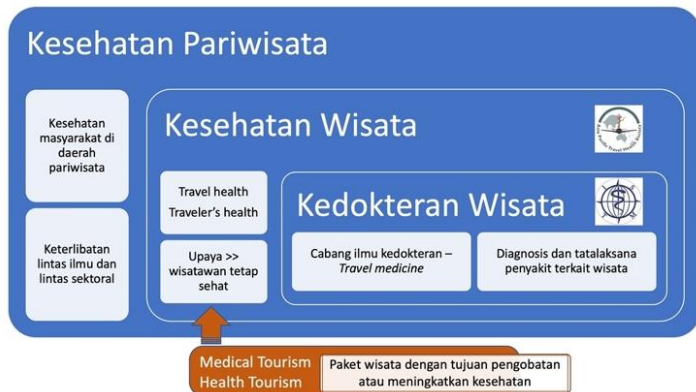 Kesehatan Pariwisata
Kesehatan
masyarakat di
daerah
pariwisata
Keterlibatan
lintas ilmu dan
lintas sektoral
Kesehatan Wisata
Travel health
Traveler's health
Upaya >>
wisatawan tetap
sehat
Kedokteran Wisata
Cabang ilmu kedokteran –
Travel medicine
Diagnosis dan tatalaksana
penyakit terkait wisata
Medical Tourism
Health Tourism
Paket wisata dengan tujuan pengobatan
atau meningkatkan kesehatan